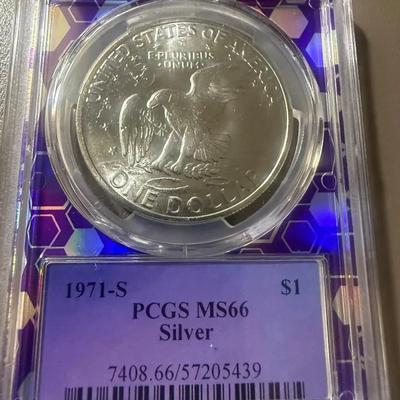 UNITED STATES OF AMERICA
E·PLURIBUS
UNUM
ONE DOLLAR
1971-S $1
PCGS MS66
Silver
7408.66/57205439